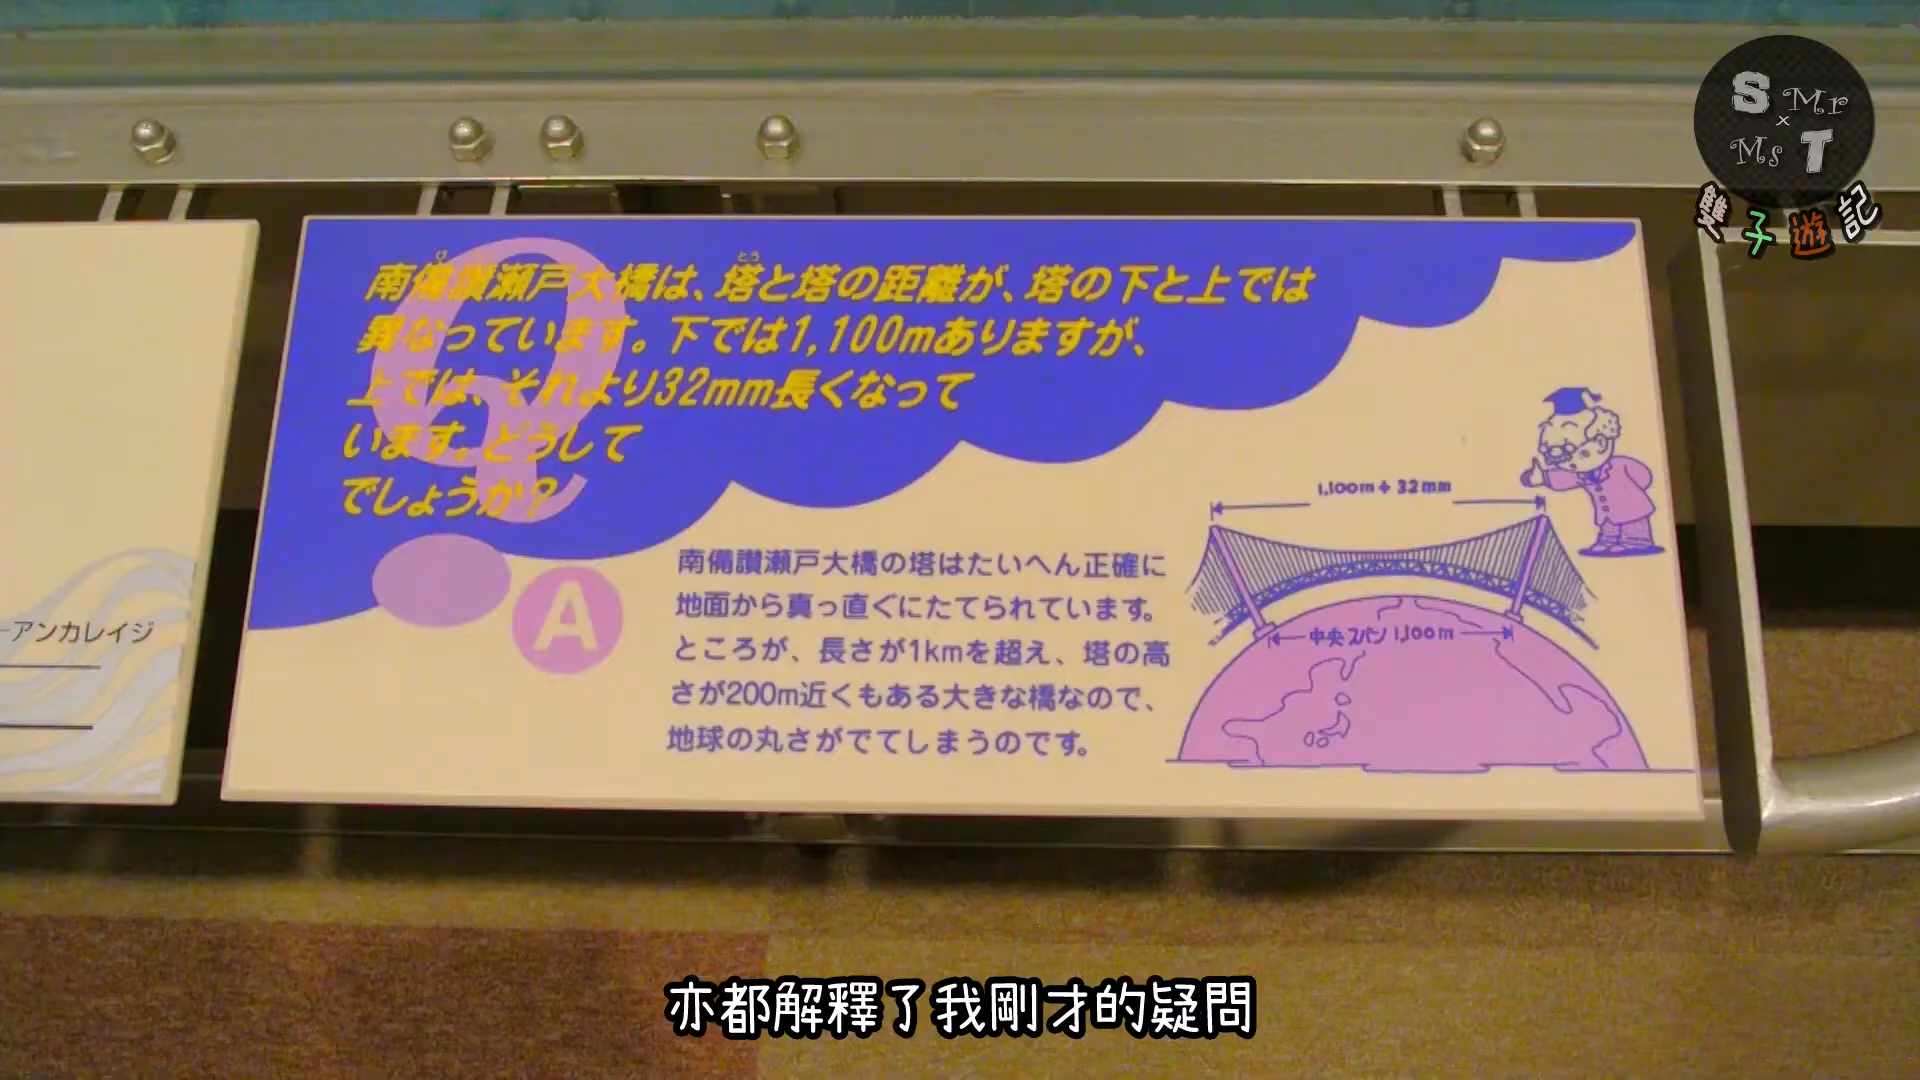 S Mr
×
Ms T
雙子遊記
Q
南備讃瀬戸大橋は、塔と塔の距離が、塔の下と上では
異なっています。下では1,100mありますが、
上では、それより32mm長くなって
います。どうして
でしょうか?
A
南備讃瀬戸大橋の塔はたいへん正確に
地面から真っ直ぐにたてられています。
ところが、長さが1kmを超え、塔の高
さが200m近くもある大きな橋なので、
地球の丸さがでてしまうのです。
1,100m+32mm
中央スパン 1,100m
ーアンカレイジ
亦都解釋了我剛才的疑問